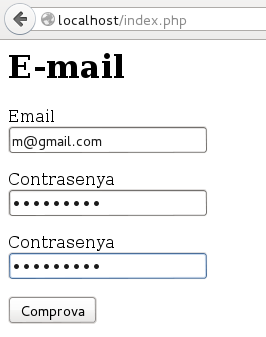 localhost/index.php
E-mail
Email
m@gmail.com
Contrasenya
•••••••••
Contrasenya
•••••••••
Comprova